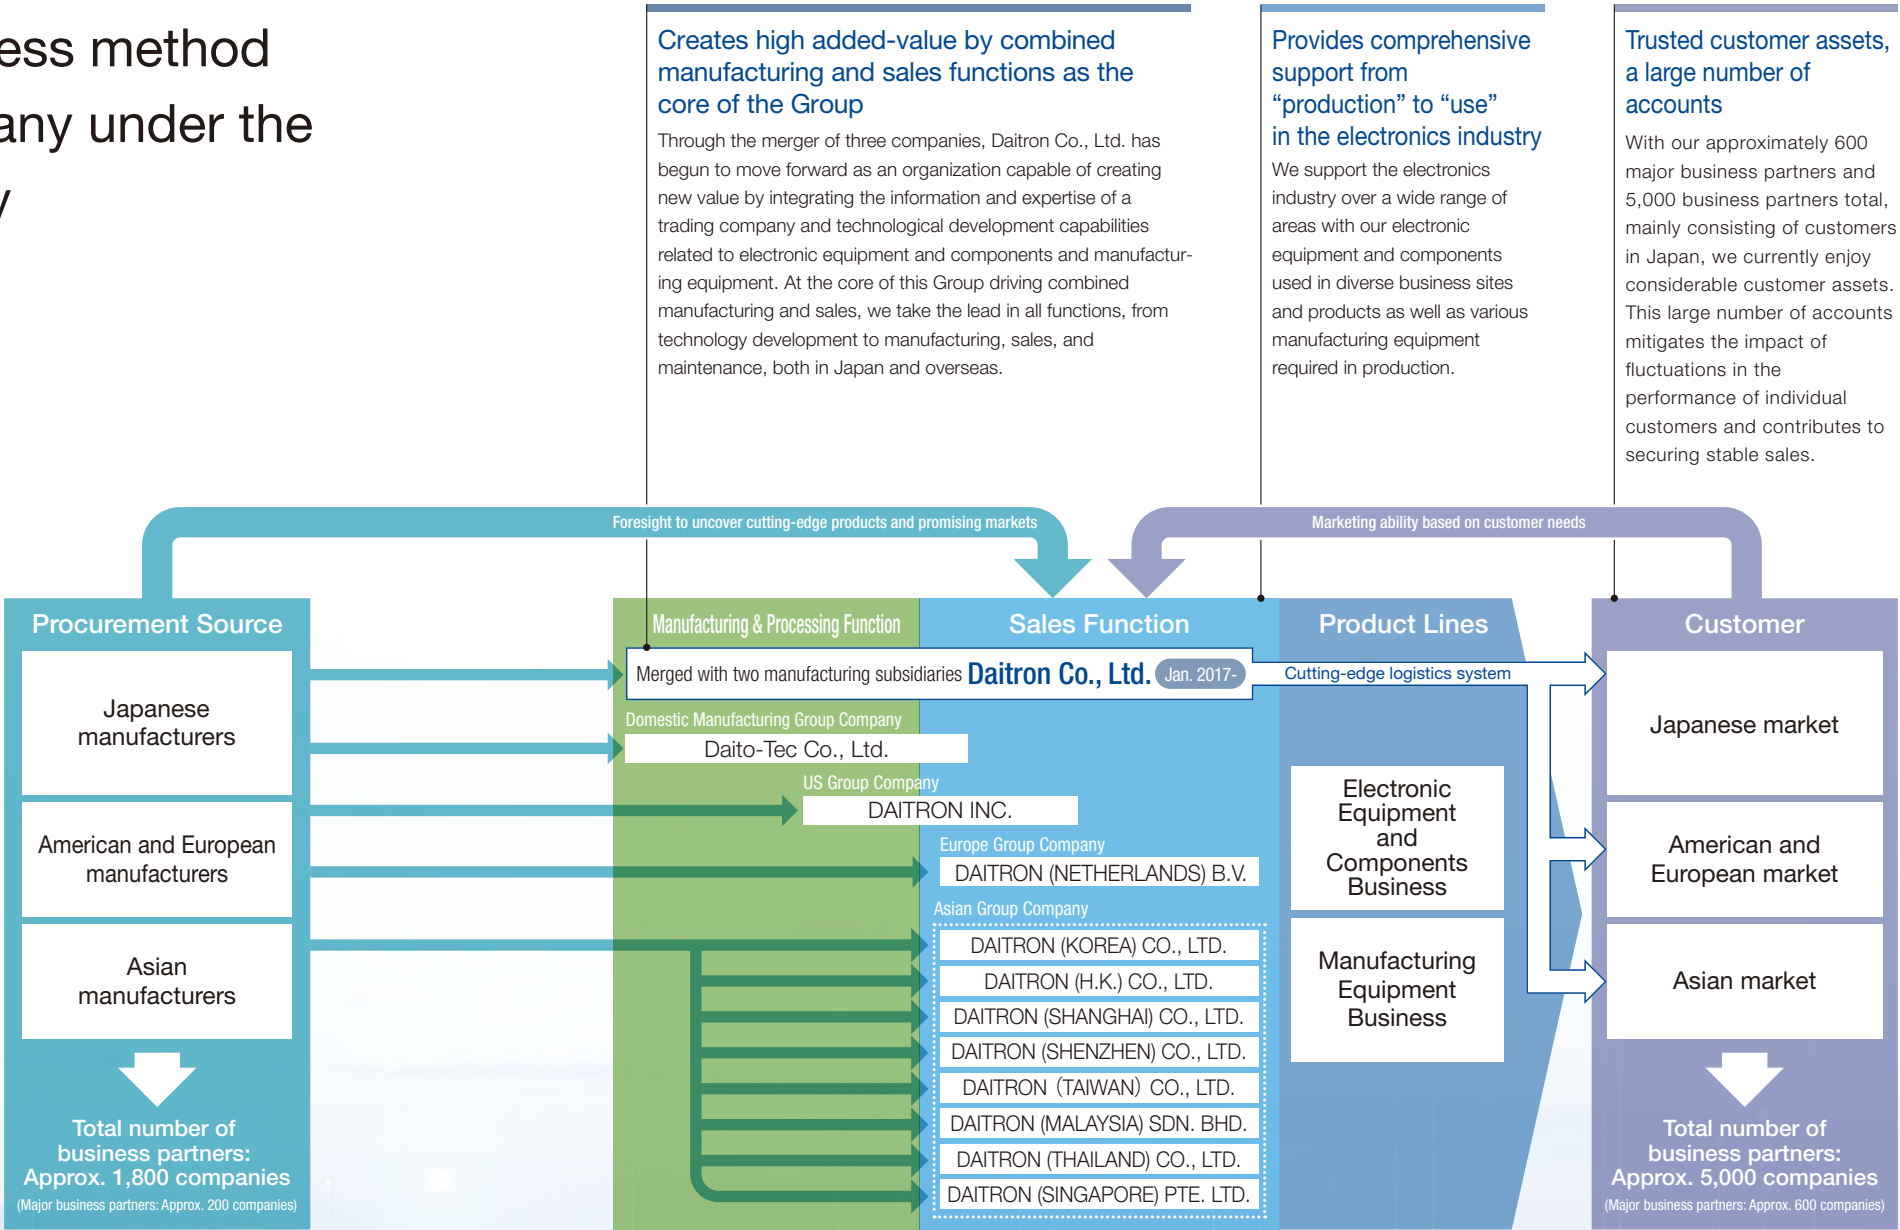 ess method
any under the
y
Creates high added-value by combined
manufacturing and sales functions as the
core of the Group
Through the merger of three companies, Daitron Co., Ltd. has
begun to move forward as an organization capable of creating
new value by integrating the information and expertise of a
trading company and technological development capabilities
related to electronic equipment and components and manufactur-
ing equipment. At the core of this Group driving combined
manufacturing and sales, we take the lead in all functions, from
technology development to manufacturing, sales, and
maintenance, both in Japan and overseas.
Provides comprehensive
support from
“production” to “use”
in the electronics industry
We support the electronics
industry over a wide range of
areas with our electronic
equipment and components
used in diverse business sites
and products as well as various
manufacturing equipment
required in production.
Trusted customer assets,
a large number of
accounts
With our approximately 600
major business partners and
5,000 business partners total,
mainly consisting of customers
in Japan, we currently enjoy
considerable customer assets.
This large number of accounts
mitigates the impact of
fluctuations in the
performance of individual
customers and contributes to
securing stable sales.
Foresight to uncover cutting-edge products and promising markets
Marketing ability based on customer needs
Procurement Source
Japanese
manufacturers
American and European
manufacturers
Asian
manufacturers
Total number of
business partners:
Approx. 1,800 companies
(Major business partners: Approx. 200 companies)
Manufacturing & Processing Function
Sales Function
Merged with two manufacturing subsidiaries Daitron Co., Ltd. Jan. 2017-
Domestic Manufacturing Group Company
Daito-Tec Co., Ltd.
US Group Company
DAITRON INC.
Europe Group Company
DAITRON (NETHERLANDS) B.V.
Asian Group Company
DAITRON (KOREA) CO., LTD.
DAITRON (H.K.) CO., LTD.
DAITRON (SHANGHAI) CO., LTD.
DAITRON (SHENZHEN) CO., LTD.
DAITRON（TAIWAN）CO., LTD.
DAITRON (MALAYSIA) SDN. BHD.
DAITRON (THAILAND) CO., LTD.
DAITRON (SINGAPORE) PTE. LTD.
Product Lines
Cutting-edge logistics system
Electronic
Equipment
and
Components
Business
Manufacturing
Equipment
Business
Customer
Japanese market
American and
European market
Asian market
Total number of
business partners:
Approx. 5,000 companies
(Major business partners: Approx. 600 companies)